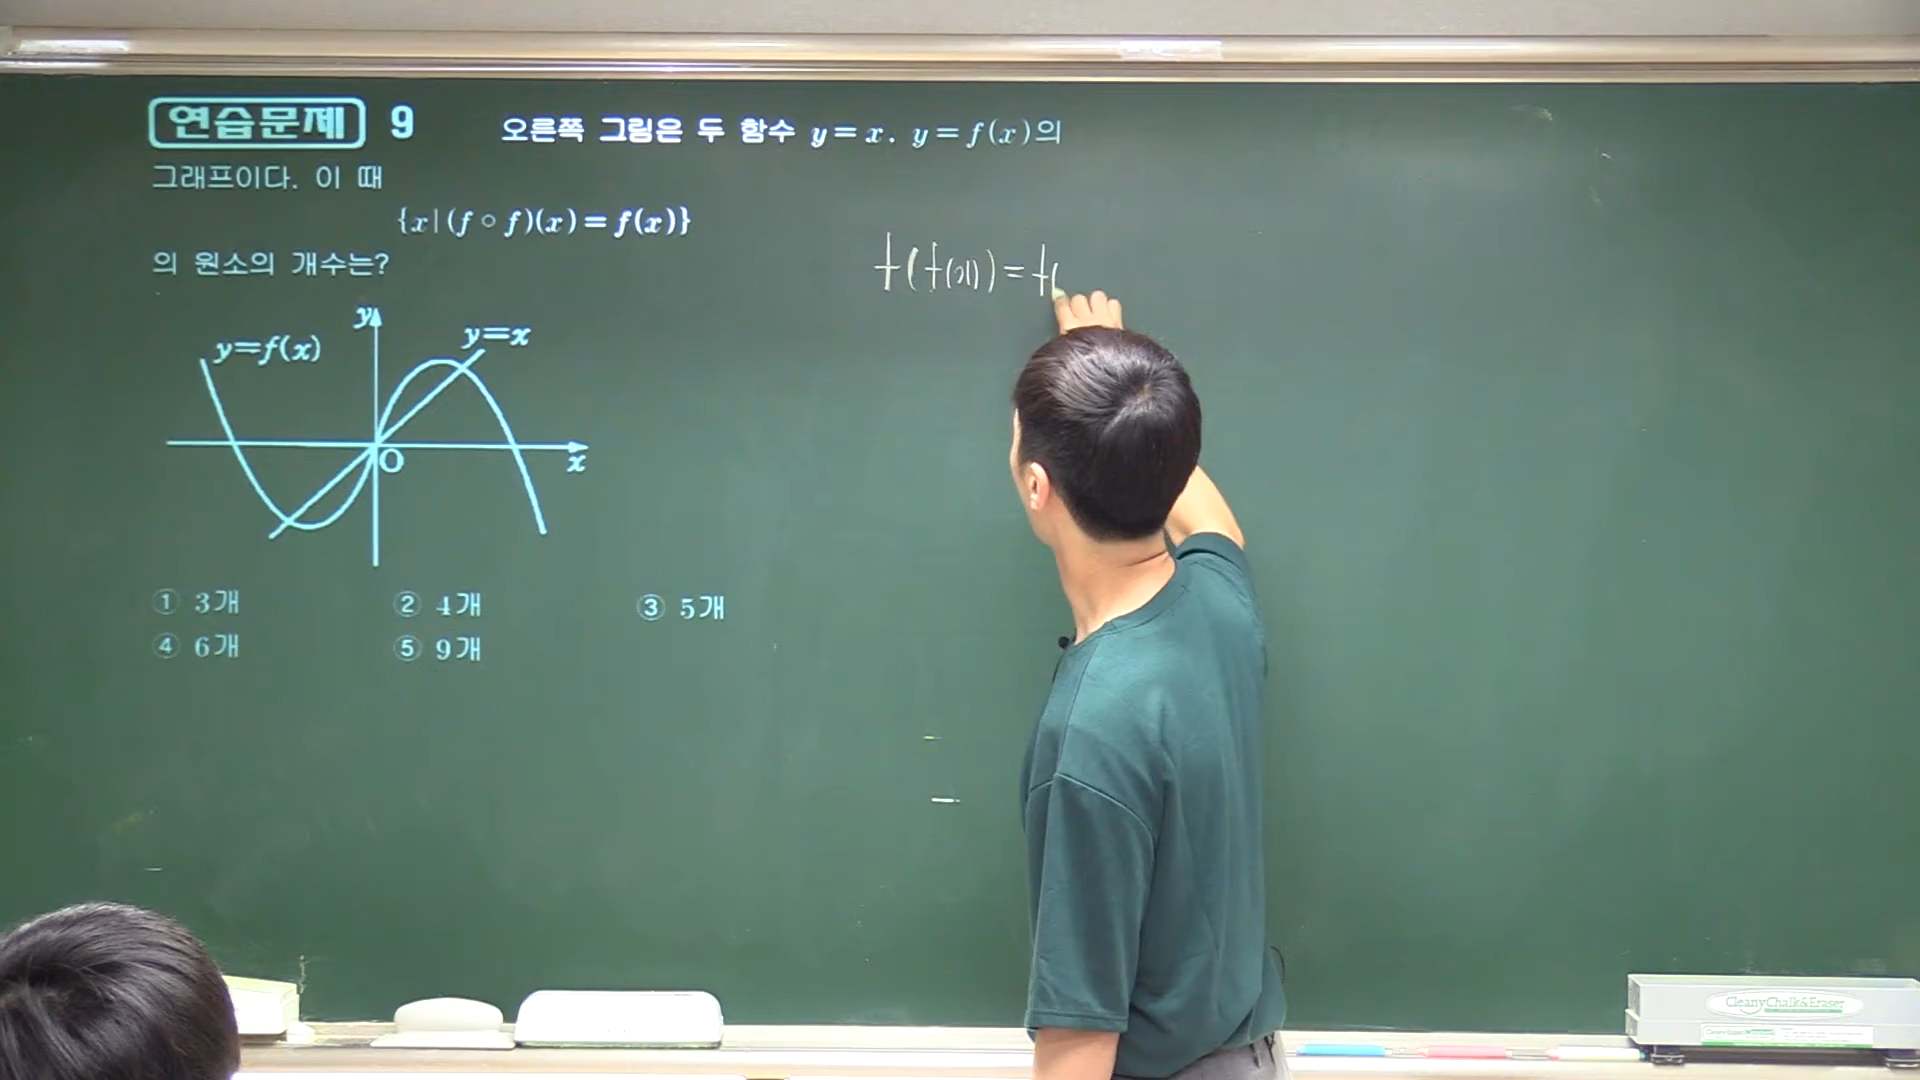 연습문제 9 오른쪽 그림은 두 함수 y=x, y=f(x)의
그래프이다. 이 때
{x|(f∘f)(x)=f(x)}
의 원소의 개수는?
y
y=x
y=f(x)
O
x
① 3개 ② 4개 ③ 5개
④ 6개 ⑤ 9개
f(f(x))=f(
CleanyChalk&Eraser